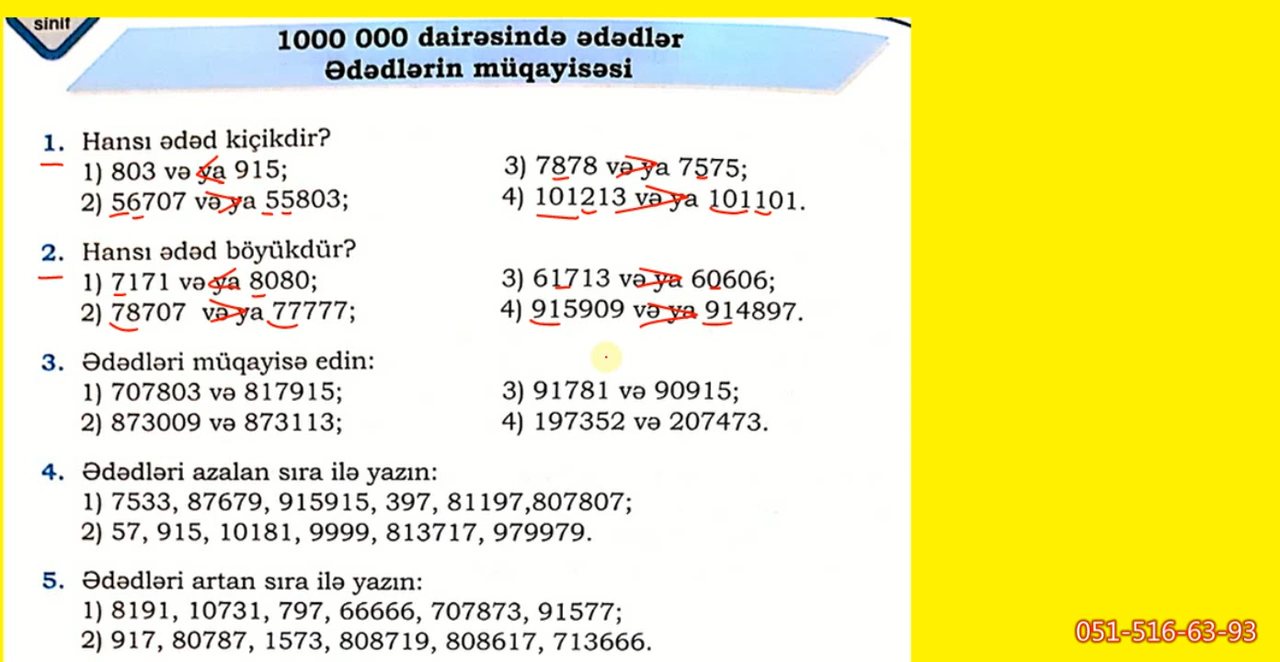 sinif
1000 000 dairəsində ədədlər
Ədədlərin müqayisəsi
1. Hansı ədəd kiçikdir?
1) 803 və ya 915;
2) 56707 və ya 55803;
3) 7878 və ya 7575;
4) 101213 və ya 101101.
2. Hansı ədəd böyükdür?
1) 7171 və ya 8080;
2) 78707 və ya 77777;
3) 61713 və ya 60606;
4) 915909 və ya 914897.
3. Ədədləri müqayisə edin:
1) 707803 və 817915;
2) 873009 və 873113;
3) 91781 və 90915;
4) 197352 və 207473.
4. Ədədləri azalan sıra ilə yazın:
1) 7533, 87679, 915915, 397, 81197,807807;
2) 57, 915, 10181, 9999, 813717, 979979.
5. Ədədləri artan sıra ilə yazın:
1) 8191, 10731, 797, 66666, 707873, 91577;
2) 917, 80787, 1573, 808719, 808617, 713666.
051-516-63-93